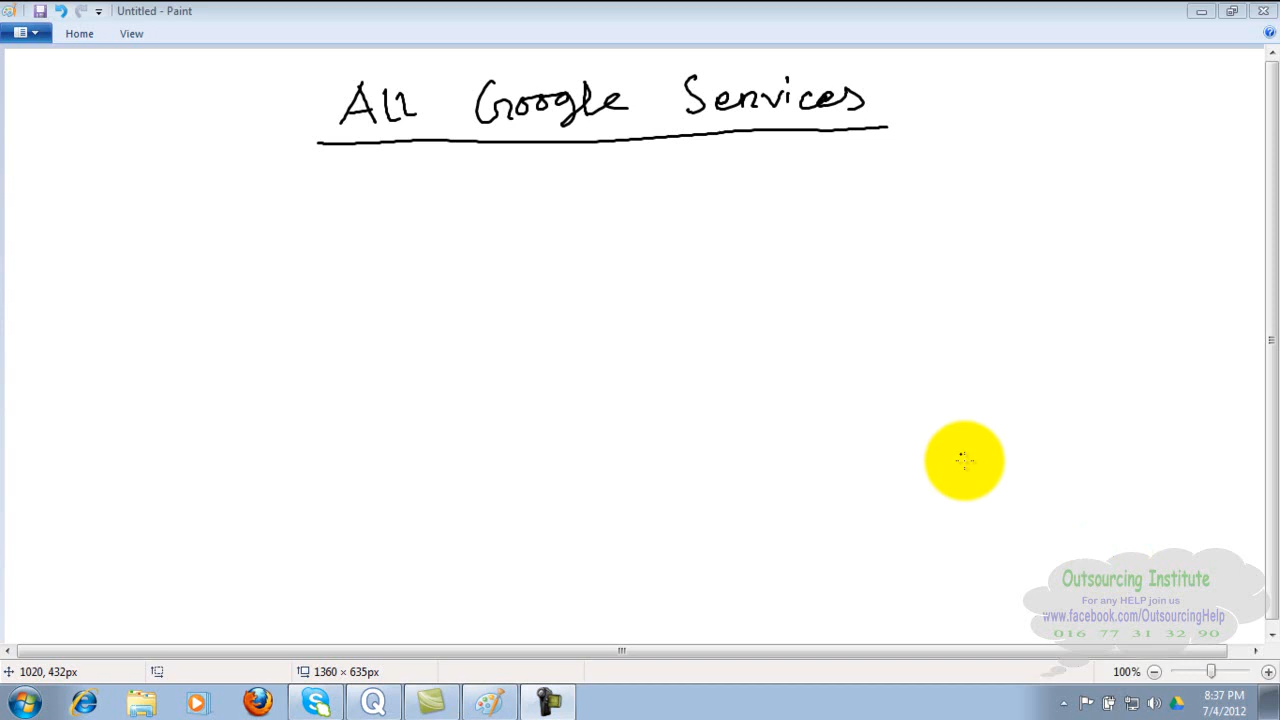 Untitled - Paint
Home View
All Google Services
Outsourcing Institute
For any HELP join us
www.facebook.com/OutsourcingHelp
016 77 31 32 90
1020, 432px
1360 × 635px
100%
8:37 PM
7/4/2012